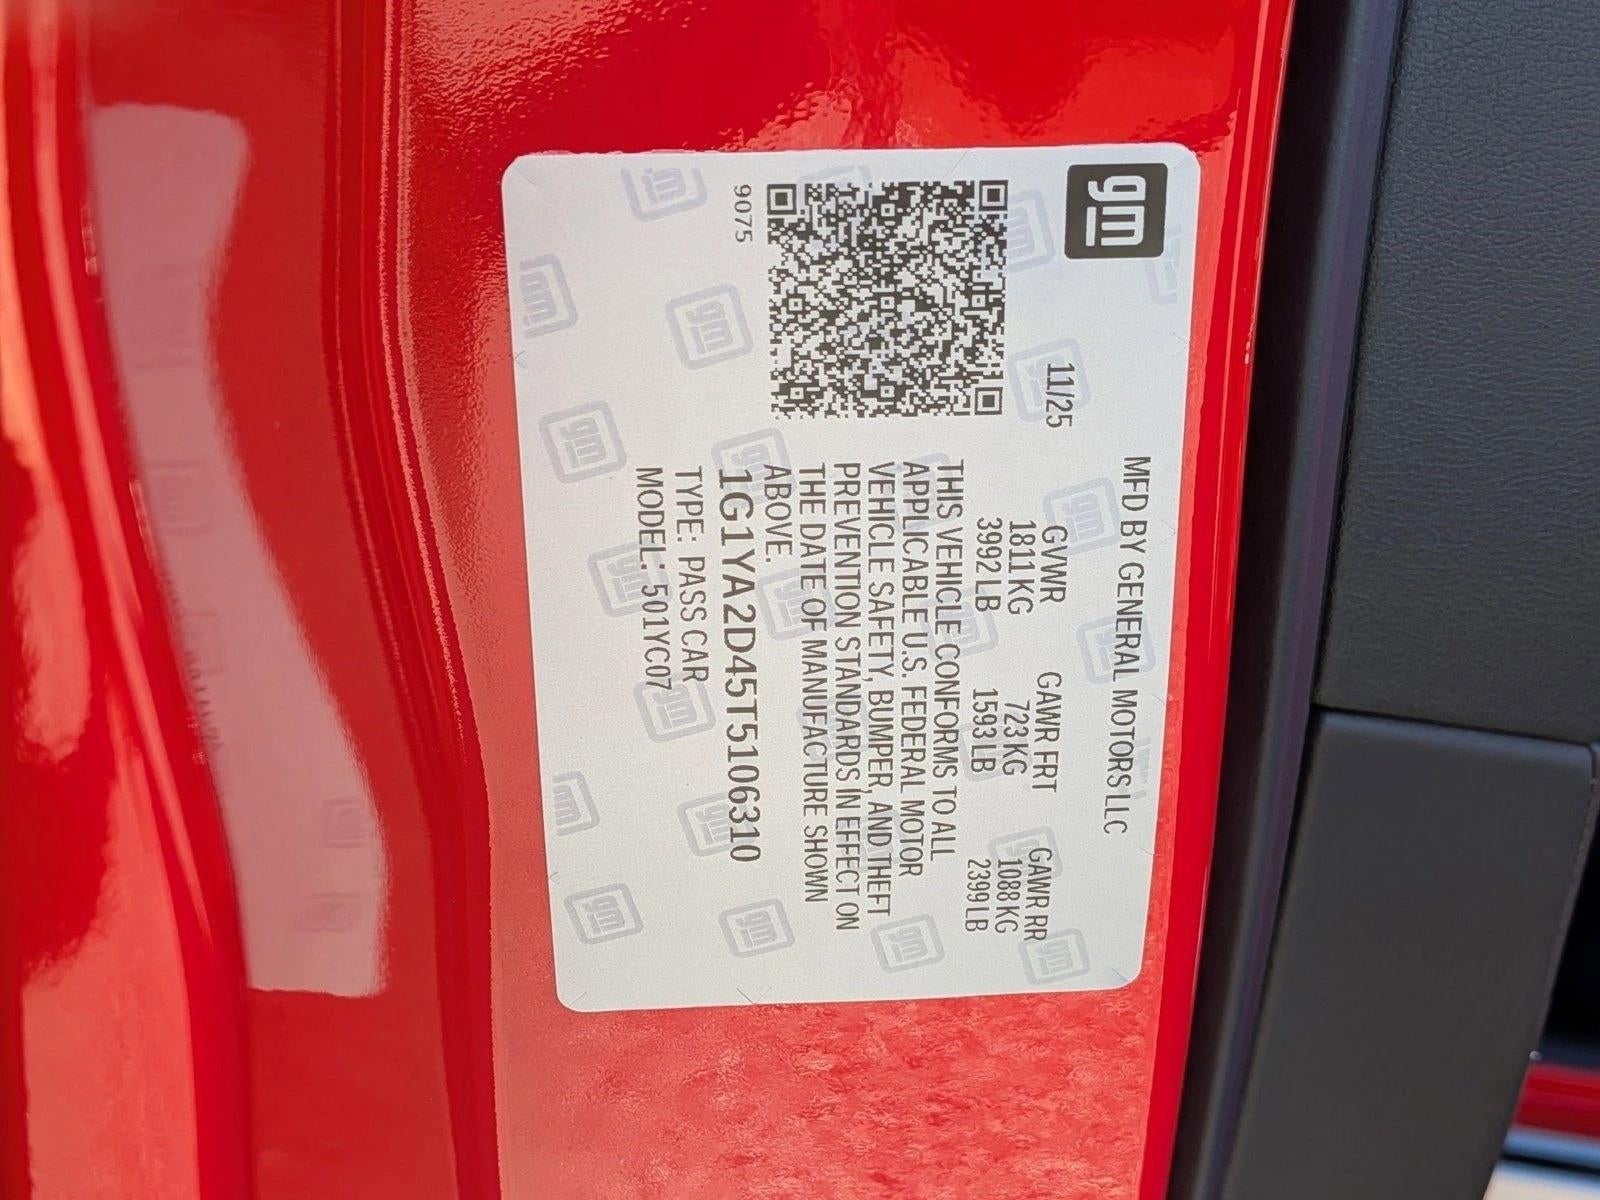 gm
MFD BY GENERAL MOTORS LLC
11/25
GVWR GAWR FRT GAWR RR
1811 KG 723 KG 1088 KG
3992 LB 1593 LB 2399 LB
THIS VEHICLE CONFORMS TO ALL
APPLICABLE U.S. FEDERAL MOTOR
VEHICLE SAFETY, BUMPER, AND THEFT
PREVENTION STANDARDS IN EFFECT ON
THE DATE OF MANUFACTURE SHOWN
ABOVE.
1G1YA2D45T5106310
TYPE: PASS CAR
MODEL: 501YC07
9075